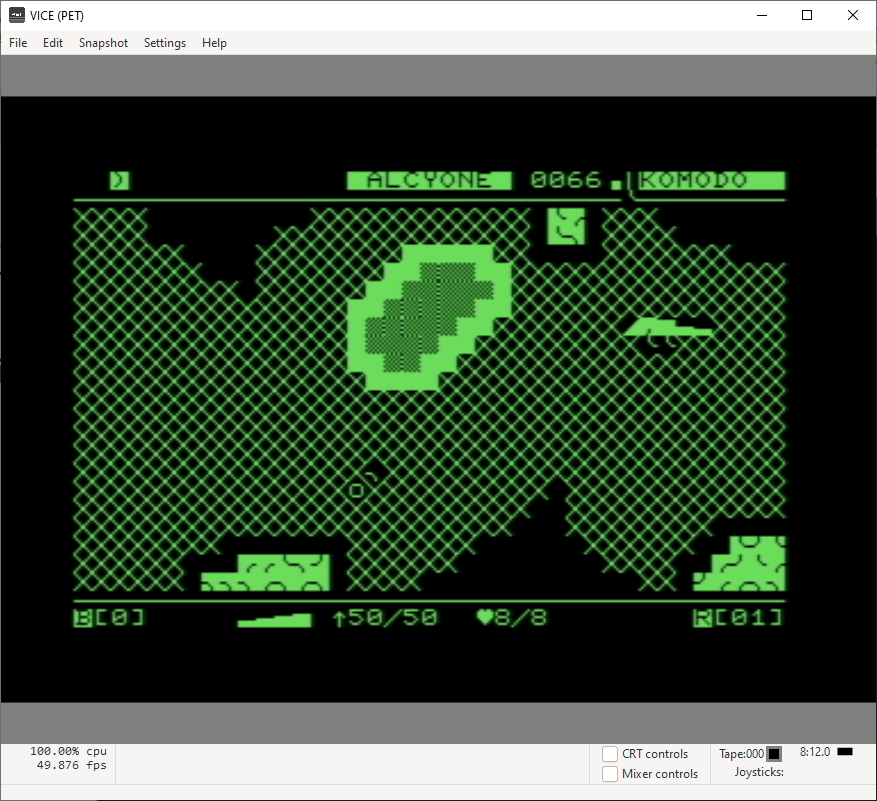 VICE (PET)
File Edit Snapshot Settings Help
) ALCYONE 0066 KOMODO
B[0] ↑50/50 ♥8/8 R[01]
100.00% cpu
49.876 fps
CRT controls
Mixer controls
Tape:000
Joysticks:
8:12.0